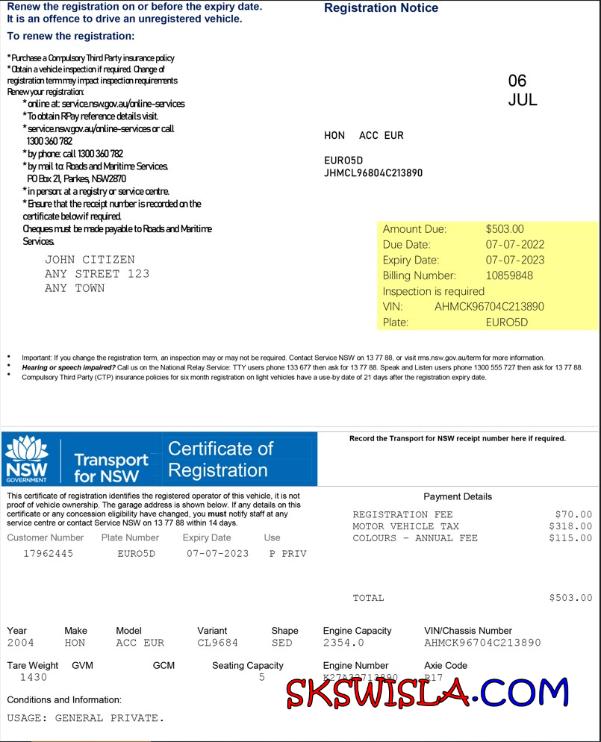 Renew the registration on or before the expiry date.
It is an offence to drive an unregistered vehicle.
To renew the registration:
* Purchase a Compulsory Third Party insurance policy
* Obtain a vehicle inspection if required. Change of
registration term may impact inspection requirements
Renew your registration:
* online at: service.nsw.gov.au/online-services
* To obtain RPay reference details visit.
* service.nsw.gov.au/online-services or call
1300 360 782
* by phone: call 1300 360 782
* by mail to: Roads and Maritime Services.
PO Box 21, Parkes, NSW2870
* in person: at a registry or service centre.
* Ensure that the receipt number is recorded on the
certificate below if required.
Cheques must be made payable to Roads and Maritime
Services.
JOHN CITIZEN
ANY STREET 123
ANY TOWN
Registration Notice
06
JUL
HON ACC EUR
EURO5D
JHMCL96804C213890
Amount Due: $503.00
Due Date: 07-07-2022
Expiry Date: 07-07-2023
Billing Number: 10859848
Inspection is required
VIN: AHMCK96704C213890
Plate: EURO5D
* Important: If you change the registration term, an inspection may or may not be required. Contact Service NSW on 13 77 88, or visit rms.nsw.gov.au/term for more information.
* Hearing or speech impaired? Call us on the National Relay Service: TTY users phone 133 677 then ask for 13 77 88. Speak and Listen users phone 1300 555 727 then ask for 13 77 88.
* Compulsory Third Party (CTP) insurance policies for six month registration on light vehicles have a use-by date of 21 days after the registration expiry date.
NSW
GOVERNMENT
Transport
for NSW
Certificate of
Registration
Record the Transport for NSW receipt number here if required.
This certificate of registration identifies the registered operator of this vehicle, it is not
proof of vehicle ownership. The garage address is shown below. If any details on this
certificate or any concession eligibility have changed, you must notify staff at any
service centre or contact Service NSW on 13 77 88 within 14 days.
Customer Number Plate Number Expiry Date Use
17962445 EURO5D 07-07-2023 P PRIV
Payment Details
REGISTRATION FEE $70.00
MOTOR VEHICLE TAX $318.00
COLOURS - ANNUAL FEE $115.00
TOTAL $503.00
Year Make Model Variant Shape Engine Capacity VIN/Chassis Number
2004 HON ACC EUR CL9684 SED 2354.0 AHMCK96704C213890
Tare Weight GVM GCM Seating Capacity Engine Number Axie Code
1430 5 R17
SKSWISLA.COM
Conditions and Information:
USAGE: GENERAL PRIVATE.